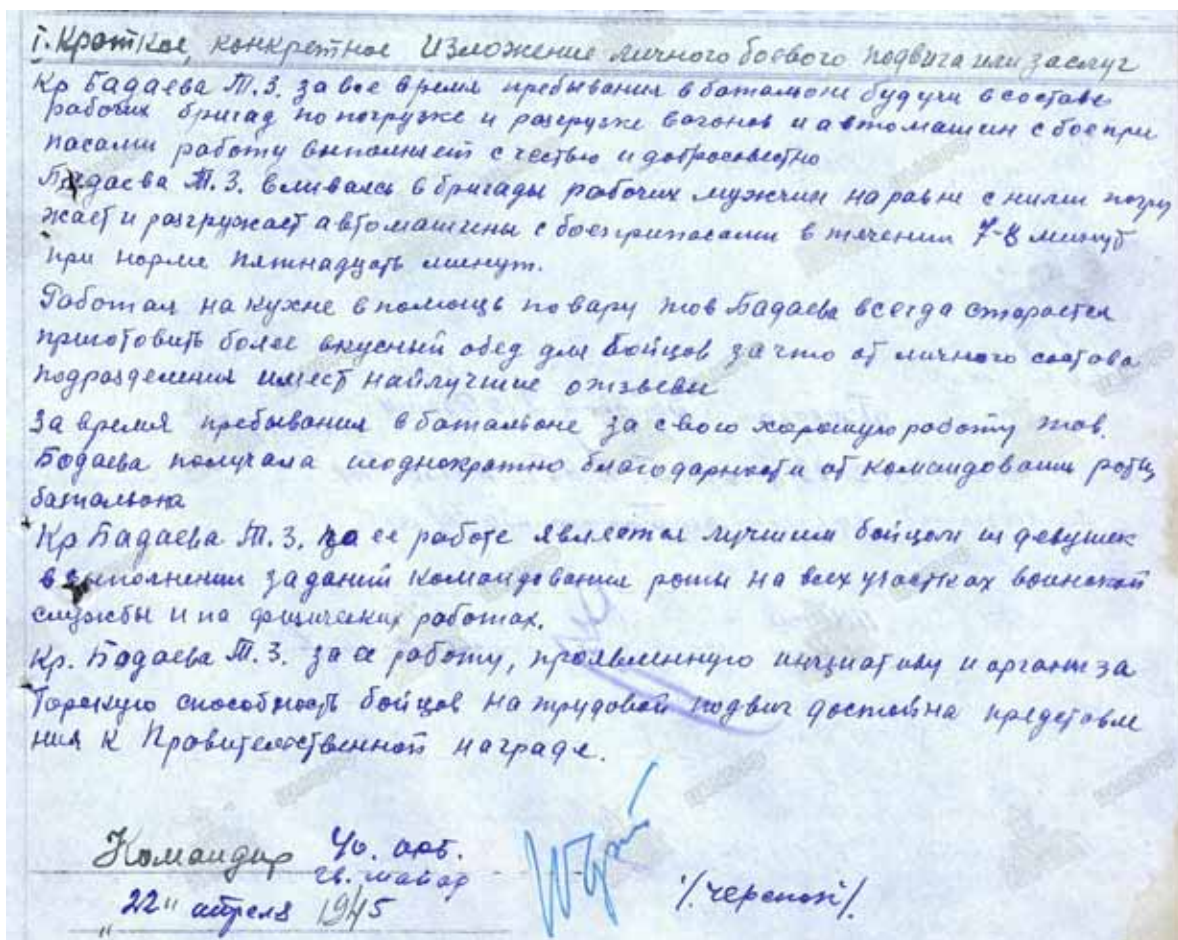 I. Краткое, конкретное изложение личного боевого подвига или заслуг
Кр Бадаева Т.З. за все время пребывания в батальоне будучи в составе
рабочих бригад по погрузке и разгрузке вагонов и автомашин с боепри
пасами работу выполняет с честью и добросовестно
Бадаева Т.З. вливаясь в бригады рабочих мужчин наравне с ними погру
жает и разгружает автомашины с боеприпасами в течении 7-8 минут
при норме пятнадцать минут.
Работая на кухне в помощь повару тов Бадаева всегда старается
приготовить более вкусный обед для бойцов за что от личного состава
подразделения имеет найлучшие отзывы
За время пребывания в батальоне за свою хорошую работу тов.
Бадаева получала неоднократно благодарности от командования роты,
батальона
Кр Бадаева Т.З. по ее работе является лучшим бойцом из девушек
в выполнении заданий командования роты на всех участках воинской
службы и на физических работах.
Кр. Бадаева Т.З. за ее работу, проявленную инициативу и организа
торскую способность бойцов на трудовой подвиг достойна представле
ния к Правительственной награде.
Командир 40. арт.
гв. майор
/Черепой/.
"22" апреля 1945